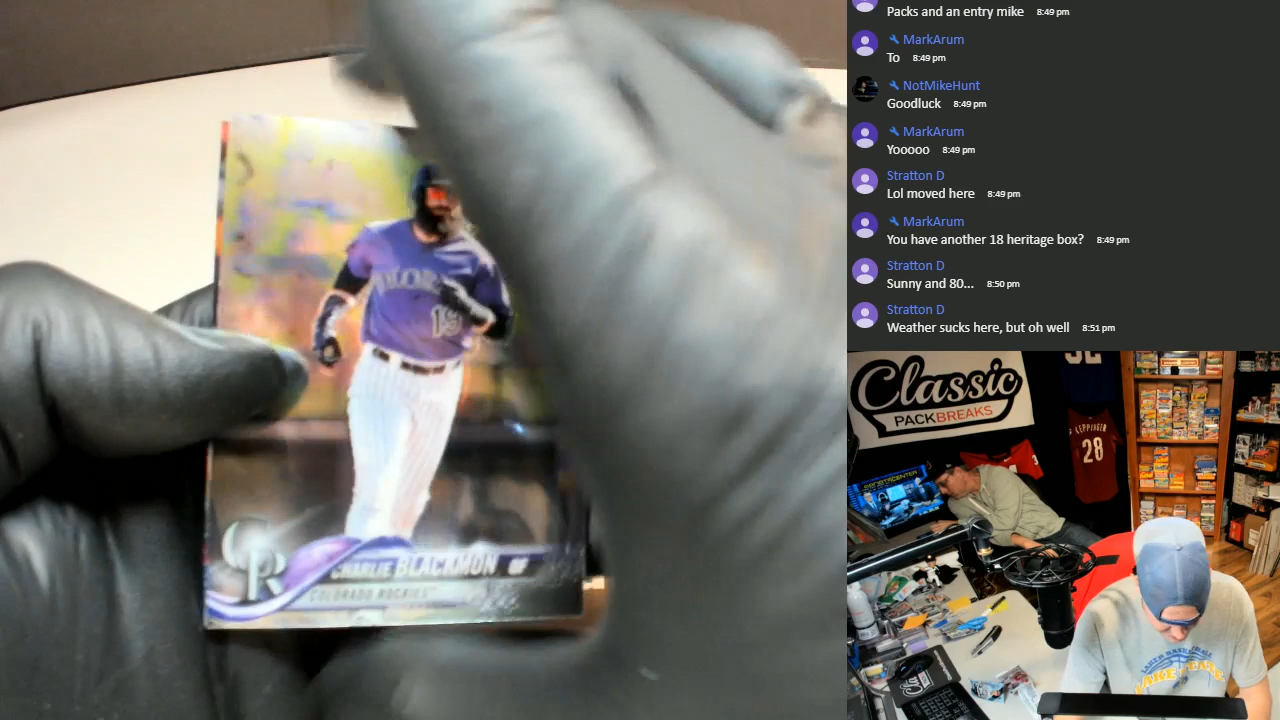 Packs and an entry mike 8:49 pm
MarkArum
To 8:49 pm
NotMikeHunt
Goodluck 8:49 pm
MarkArum
Yooooo 8:49 pm
Stratton D
Lol moved here 8:49 pm
MarkArum
You have another 18 heritage box? 8:49 pm
Stratton D
Sunny and 80... 8:50 pm
Stratton D
Weather sucks here, but oh well 8:51 pm
19
CHARLIE BLACKMON OF
COLORADO ROCKIES
Classic
PACKBREAKS
KEPPINGER
28